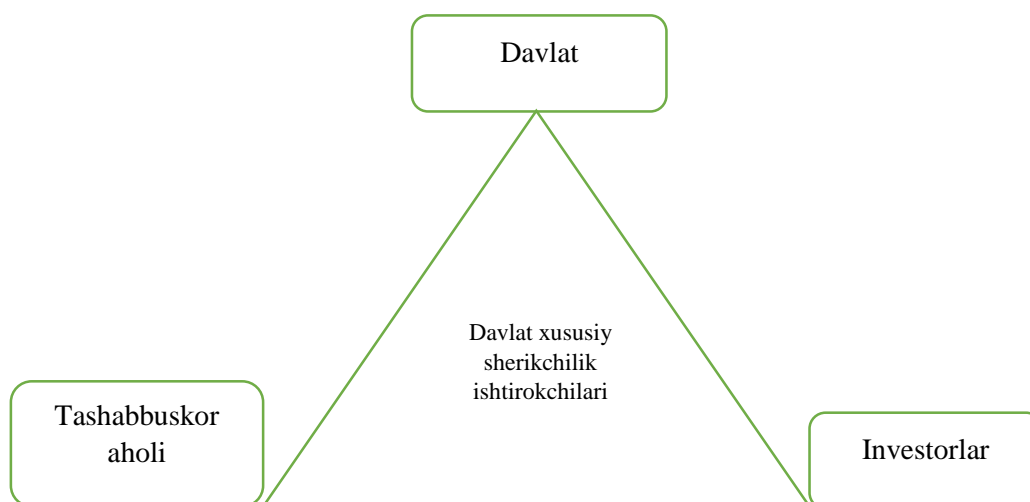 Davlat
Davlat xususiy
sherikchilik
ishtirokchilari
Tashabbuskor
aholi
Investorlar